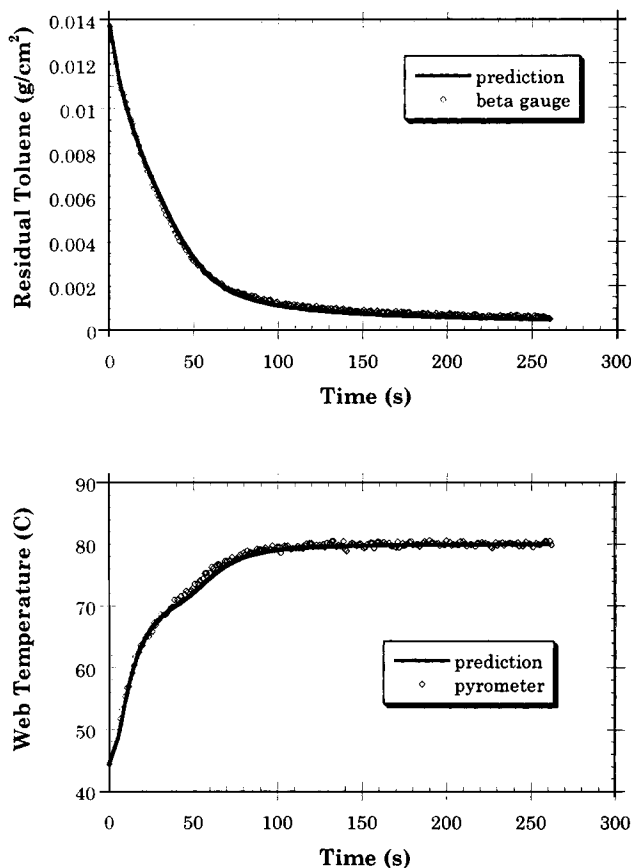 0.014
0.012
0.01
0.008
0.006
0.004
0.002
0
Residual Toluene (g/cm²)
prediction
beta gauge
0 50 100 150 200 250 300
Time (s)
90
80
70
60
50
40
Web Temperature (C)
prediction
pyrometer
0 50 100 150 200 250 300
Time (s)